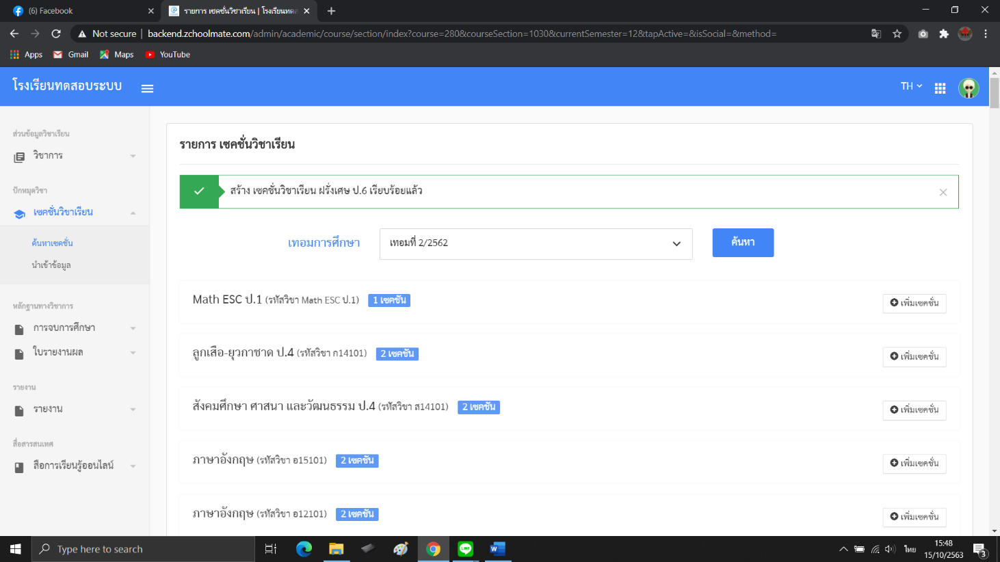 (6) Facebook
รายการ เซคชั่นวิชาเรียน | โรงเรียนทดส
Not secure | backend.zchoolmate.com/admin/academic/course/section/index?course=280&courseSection=1030&currentSemester=12&tapActive=&isSocial=&method=
Apps Gmail Maps YouTube
โรงเรียนทดสอบระบบ
TH
ส่วนข้อมูลวิชาเรียน
วิชาการ
ปักหมุดวิชา
เซคชั่นวิชาเรียน
ค้นหาเซคชั่น
นำเข้าข้อมูล
หลักฐานทางวิชาการ
การจบการศึกษา
ใบรายงานผล
รายงาน
รายงาน
สื่อสารสนเทศ
สื่อการเรียนรู้ออนไลน์
รายการ เซคชั่นวิชาเรียน
สร้าง เซคชั่นวิชาเรียน ฝรั่งเศษ ป.6 เรียบร้อยแล้ว
เทอมการศึกษา เทอมที่ 2/2562 ค้นหา
Math ESC ป.1 (รหัสวิชา Math ESC ป.1) 1 เซคชัน เพิ่มเซคชั่น
ลูกเสือ-ยุวกาชาด ป.4 (รหัสวิชา ก14101) 2 เซคชัน เพิ่มเซคชั่น
สังคมศึกษา ศาสนา และวัฒนธรรม ป.4 (รหัสวิชา ส14101) 2 เซคชัน เพิ่มเซคชั่น
ภาษาอังกฤษ (รหัสวิชา อ15101) 2 เซคชัน เพิ่มเซคชั่น
ภาษาอังกฤษ (รหัสวิชา อ12101) 2 เซคชัน เพิ่มเซคชั่น
Type here to search
LINE
W
ไทย
15:48
15/10/2563
3